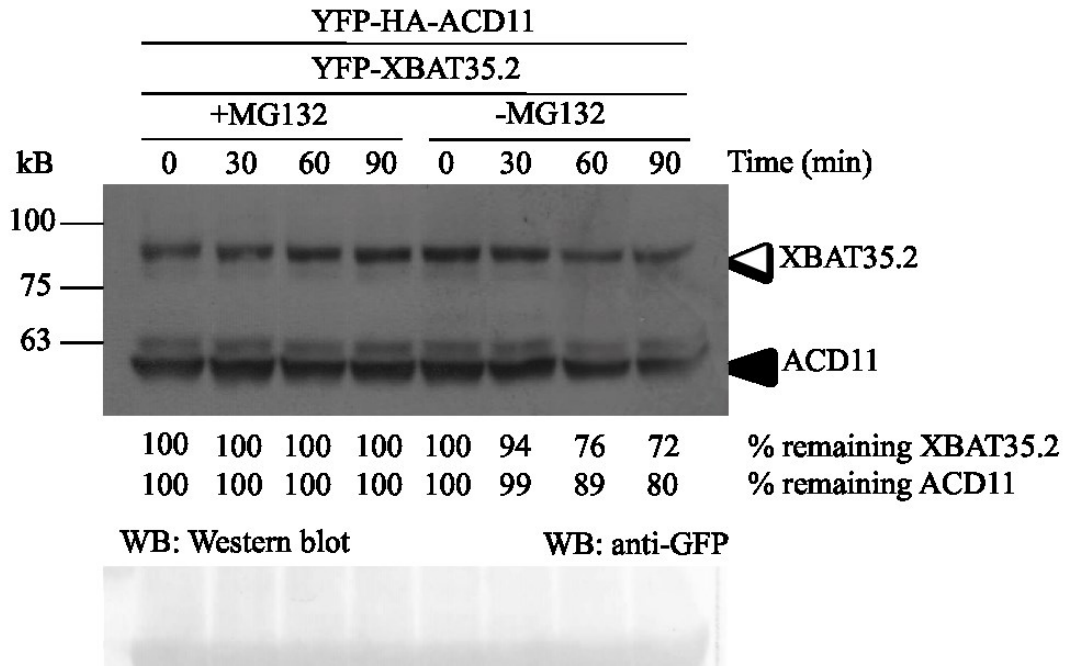 YFP-HA-ACD11
YFP-XBAT35.2
+MG132 -MG132
kB 0 30 60 90 0 30 60 90 Time (min)
100
XBAT35.2
75
63
ACD11
100 100 100 100 100 94 76 72 % remaining XBAT35.2
100 100 100 100 100 99 89 80 % remaining ACD11
WB: Western blot WB: anti-GFP